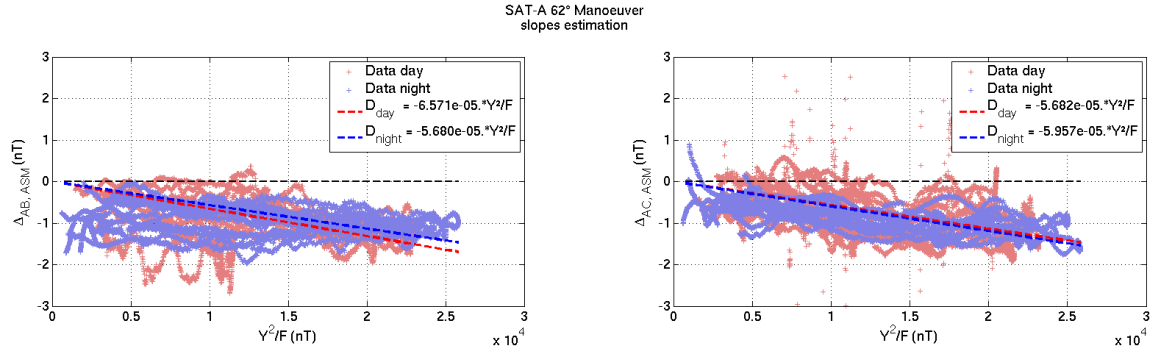 SAT-A 62° Manoeuver
slopes estimation
3
2
1
0
-1
-2
-3
Δ_AB, ASM (nT)
Data day
Data night
D_day = -6.571e-05.*Y²/F
D_night = -5.680e-05.*Y²/F
0 0.5 1 1.5 2 2.5 3
Y²/F (nT)
x 10⁴
3
2
1
0
-1
-2
-3
Δ_AC, ASM (nT)
Data day
Data night
D_day = -5.682e-05.*Y²/F
D_night = -5.957e-05.*Y²/F
0 0.5 1 1.5 2 2.5 3
Y²/F (nT)
x 10⁴